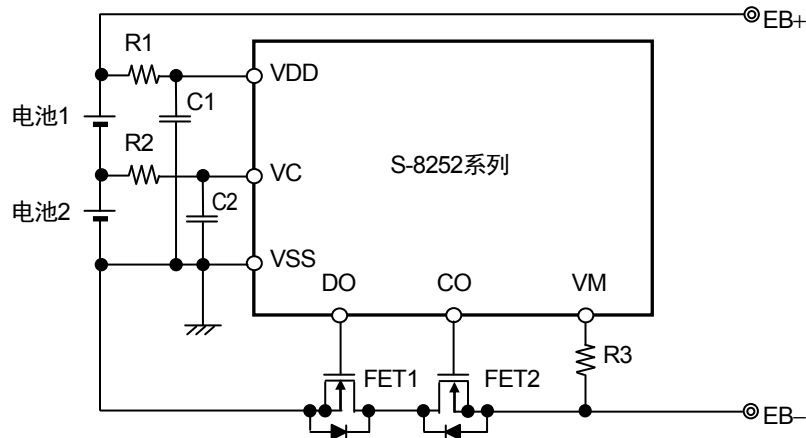 EB+
R1
VDD
C1
电池1
R2
S-8252系列
VC
C2
电池2
VSS
DO
CO
VM
R3
FET1
FET2
EB−